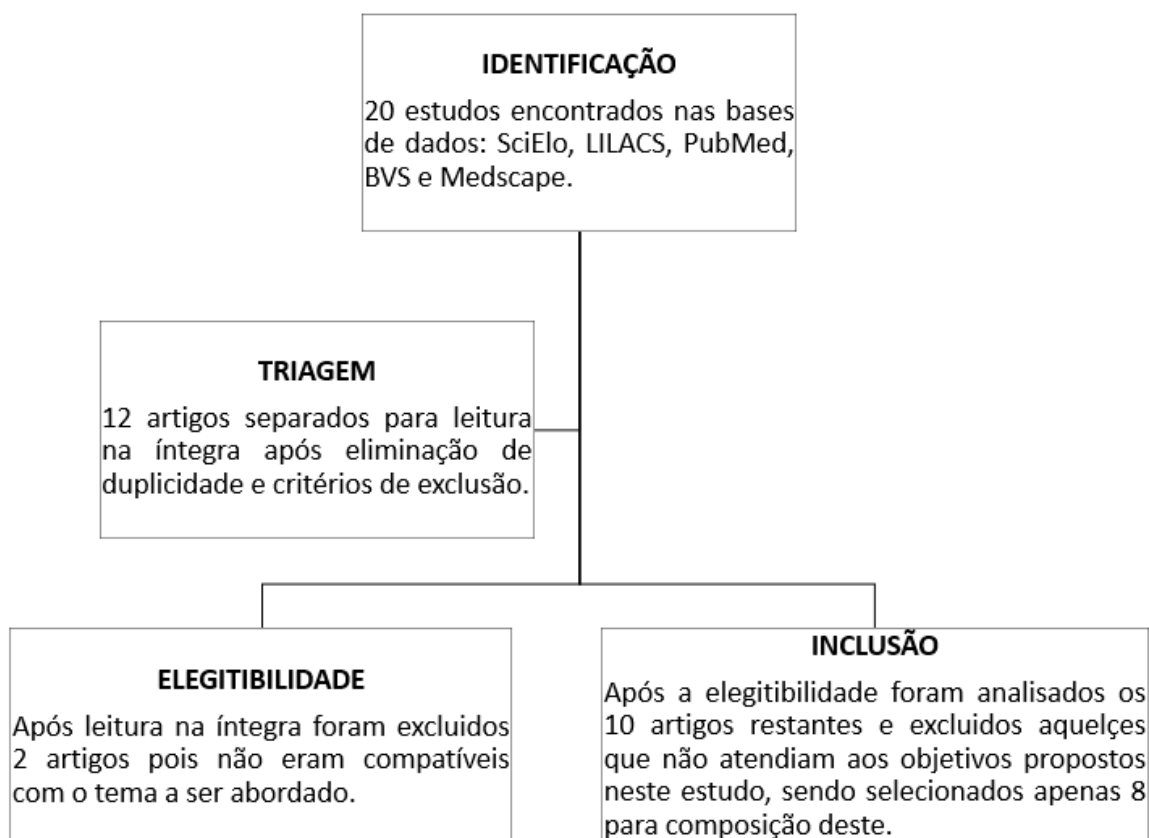 IDENTIFICAÇÃO
20 estudos encontrados nas bases
de dados: SciElo, LILACS, PubMed,
BVS e Medscape.
TRIAGEM
12 artigos separados para leitura
na íntegra após eliminação de
duplicidade e critérios de exclusão.
ELEGITIBILIDADE
Após leitura na íntegra foram excluidos
2 artigos pois não eram compatíveis
com o tema a ser abordado.
INCLUSÃO
Após a elegitibilidade foram analisados os
10 artigos restantes e excluidos aquelçes
que não atendiam aos objetivos propostos
neste estudo, sendo selecionados apenas 8
para composição deste.